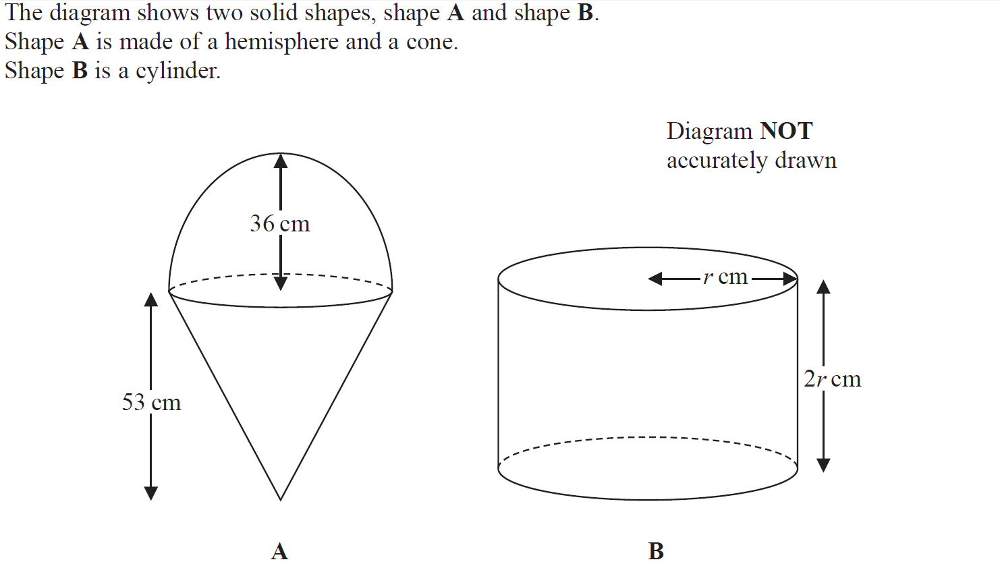 The diagram shows two solid shapes, shape A and shape B.
Shape A is made of a hemisphere and a cone.
Shape B is a cylinder.
Diagram NOT
accurately drawn
36 cm
r cm
2r cm
53 cm
A
B